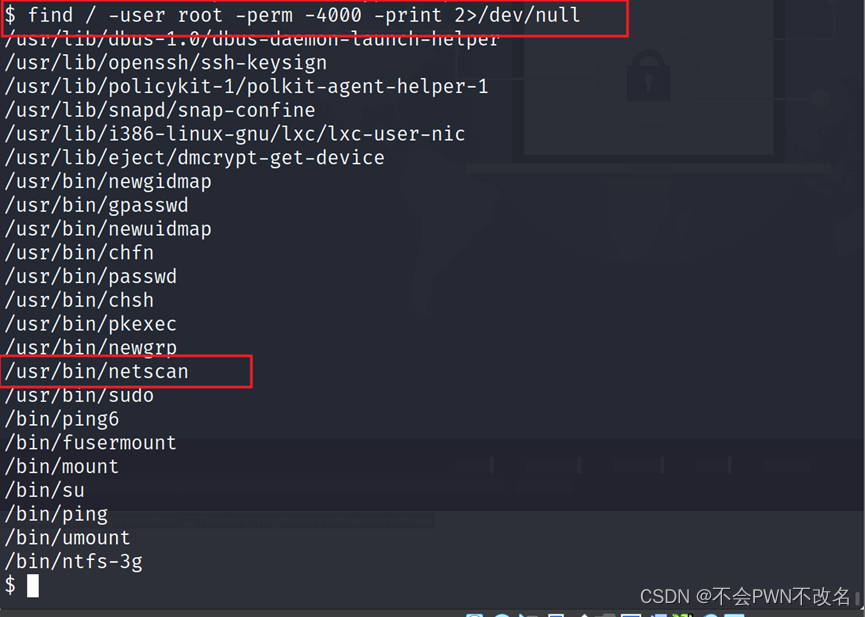 $ find / -user root -perm -4000 -print 2>/dev/null
/usr/lib/dbus-1.0/dbus-daemon-launch-helper
/usr/lib/openssh/ssh-keysign
/usr/lib/policykit-1/polkit-agent-helper-1
/usr/lib/snapd/snap-confine
/usr/lib/i386-linux-gnu/lxc/lxc-user-nic
/usr/lib/eject/dmcrypt-get-device
/usr/bin/newgidmap
/usr/bin/gpasswd
/usr/bin/newuidmap
/usr/bin/chfn
/usr/bin/passwd
/usr/bin/chsh
/usr/bin/pkexec
/usr/bin/newgrp
/usr/bin/netscan
/usr/bin/sudo
/bin/ping6
/bin/fusermount
/bin/mount
/bin/su
/bin/ping
/bin/umount
/bin/ntfs-3g
$
CSDN @不会PWN不改名